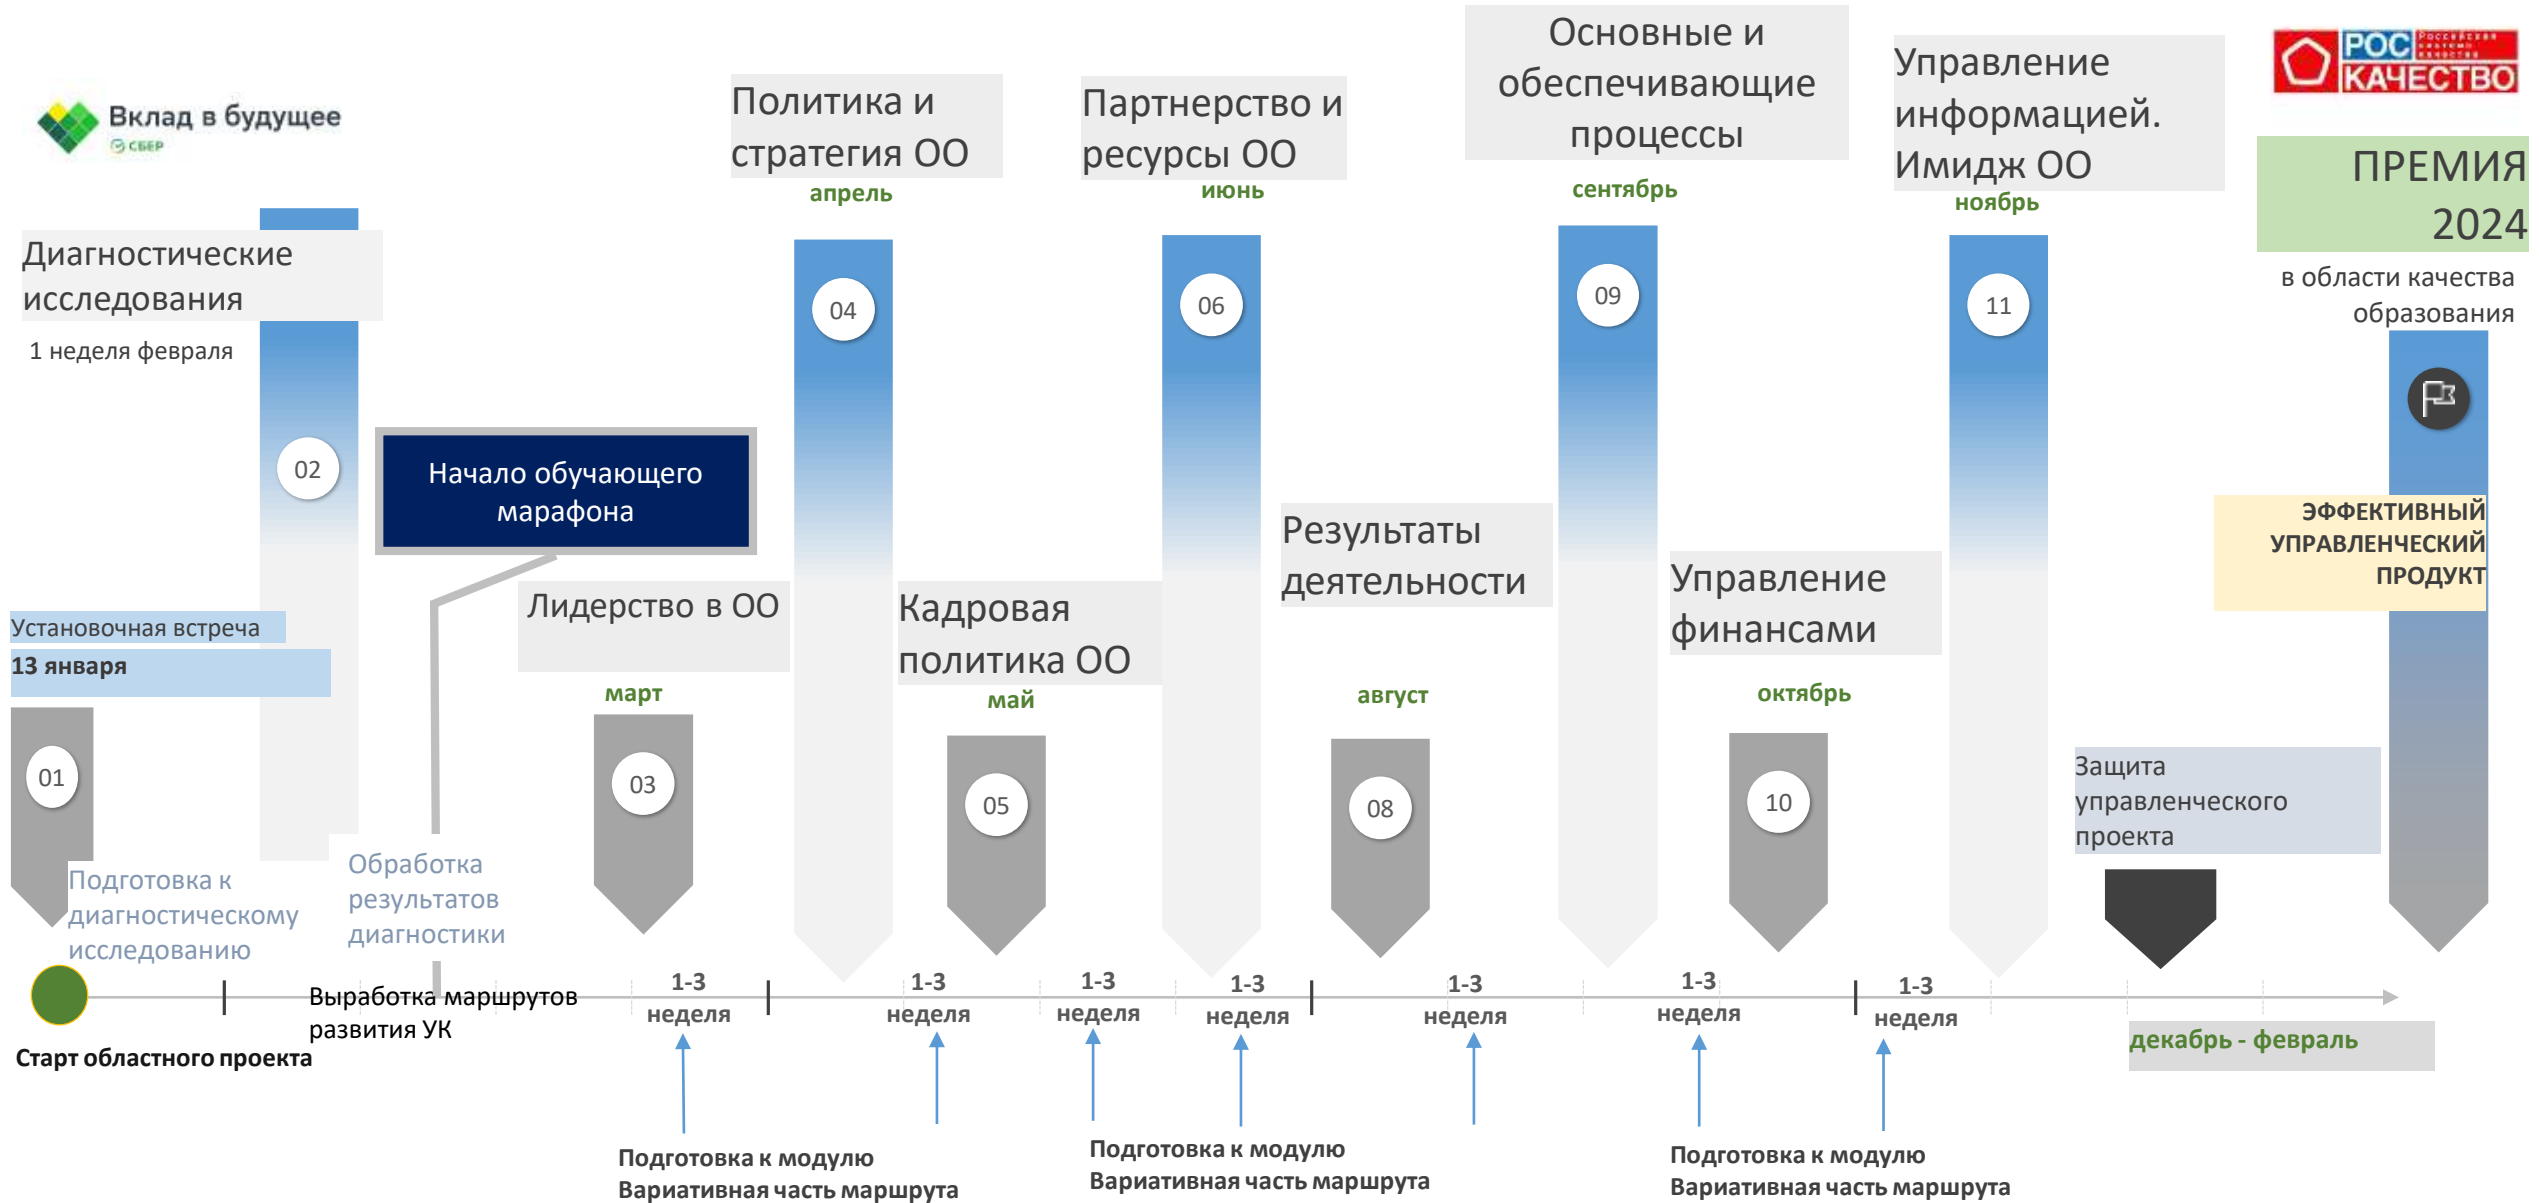 Вклад в будущее
СБЕР
РОС
Российская
система
качества
КАЧЕСТВО
Политика и
стратегия ОО
апрель
Партнерство и
ресурсы ОО
июнь
Основные и
обеспечивающие
процессы
сентябрь
Управление
информацией.
Имидж ОО
ноябрь
ПРЕМИЯ
2024
в области качества
образования
Диагностические
исследования
1 неделя февраля
02
04
06
09
11
Начало обучающего
марафона
ЭФФЕКТИВНЫЙ
УПРАВЛЕНЧЕСКИЙ
ПРОДУКТ
Установочная встреча
13 января
01
Лидерство в ОО
март
03
Кадровая
политика ОО
май
05
Результаты
деятельности
август
08
Управление
финансами
октябрь
10
Защита
управленческого
проекта
Подготовка к
диагностическому
исследованию
Обработка
результатов
диагностики
Выработка маршрутов
развития УК
Старт областного проекта
1-3
неделя
1-3
неделя
1-3
неделя
1-3
неделя
1-3
неделя
1-3
неделя
1-3
неделя
декабрь - февраль
Подготовка к модулю
Вариативная часть маршрута
Подготовка к модулю
Вариативная часть маршрута
Подготовка к модулю
Вариативная часть маршрута